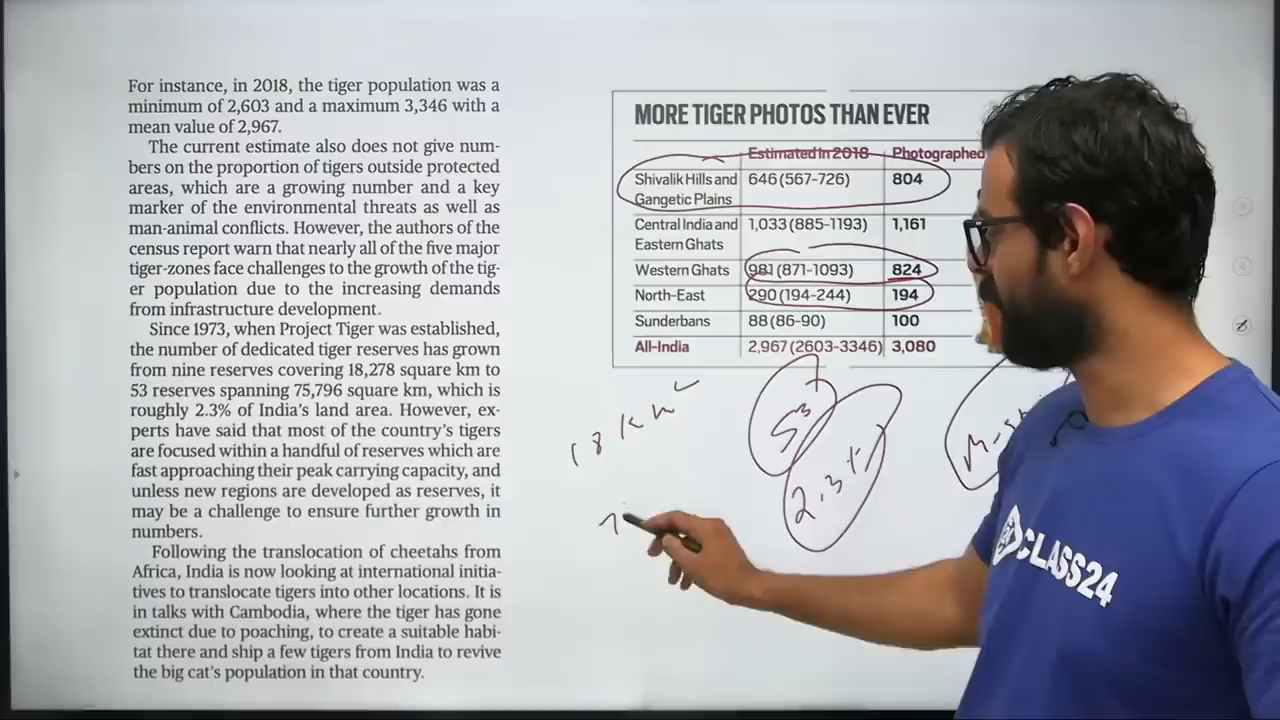 For instance, in 2018, the tiger population was a
minimum of 2,603 and a maximum 3,346 with a
mean value of 2,967.
The current estimate also does not give num-
bers on the proportion of tigers outside protected
areas, which are a growing number and a key
marker of the environmental threats as well as
man-animal conflicts. However, the authors of the
census report warn that nearly all of the five major
tiger-zones face challenges to the growth of the tig-
er population due to the increasing demands
from infrastructure development.
Since 1973, when Project Tiger was established,
the number of dedicated tiger reserves has grown
from nine reserves covering 18,278 square km to
53 reserves spanning 75,796 square km, which is
roughly 2.3% of India's land area. However, ex-
perts have said that most of the country's tigers
are focused within a handful of reserves which are
fast approaching their peak carrying capacity, and
unless new regions are developed as reserves, it
may be a challenge to ensure further growth in
numbers.
Following the translocation of cheetahs from
Africa, India is now looking at international initia-
tives to translocate tigers into other locations. It is
in talks with Cambodia, where the tiger has gone
extinct due to poaching, to create a suitable habi-
tat there and ship a few tigers from India to revive
the big cat's population in that country.
MORE TIGER PHOTOS THAN EVER
Estimated in 2018 Photographed
Shivalik Hills and 646 (567-726) 804
Gangetic Plains
Central India and 1,033 (885-1193) 1,161
Eastern Ghats
Western Ghats 981 (871-1093) 824
North-East 290 (194-244) 194
Sunderbans 88 (86-90) 100
All-India 2,967 (2603-3346) 3,080
53
2.3%
CLASS24